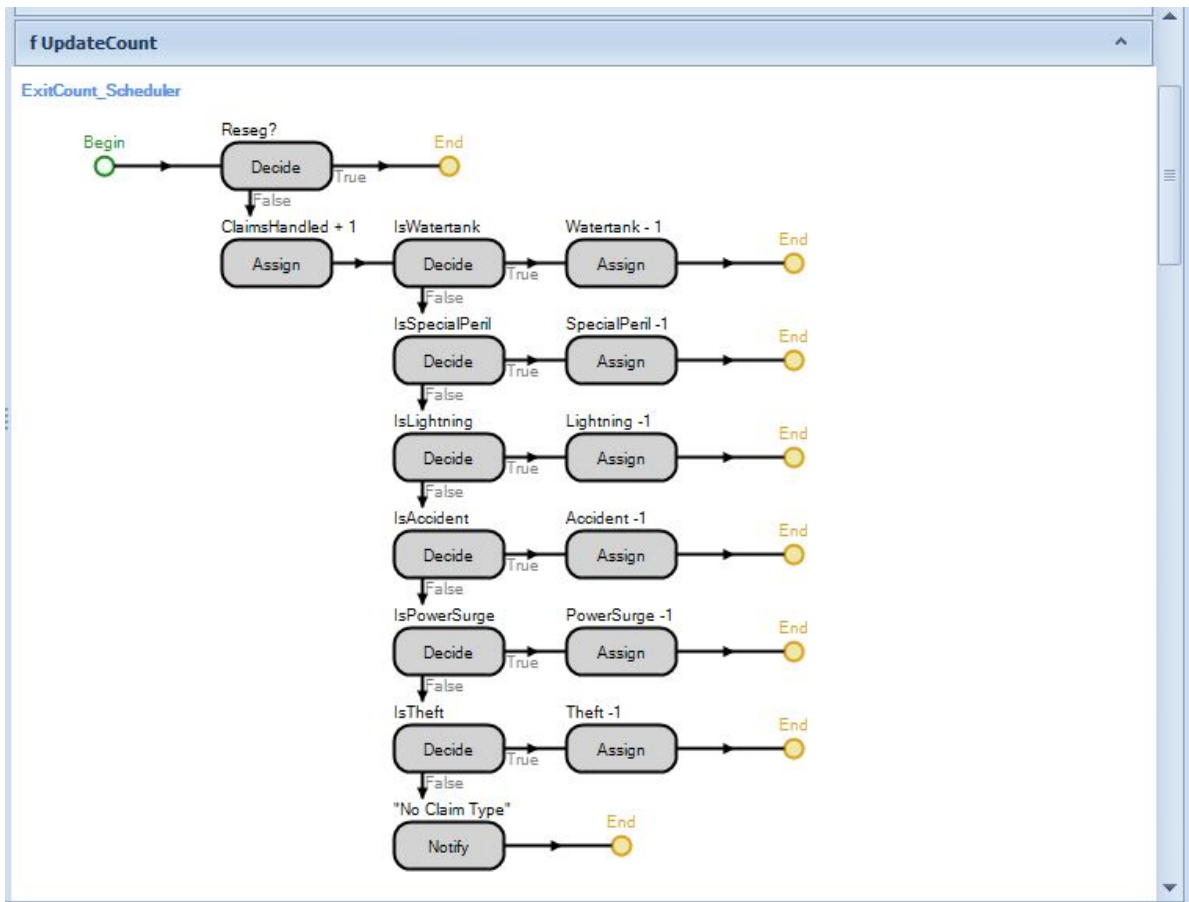 f UpdateCount
ExitCount_Scheduler
Reseg?
Begin
End
Decide
True
False
ClaimsHandled + 1
IsWatertank
Watertank - 1
End
Assign
Decide
Assign
True
False
IsSpecialPeril
SpecialPeril -1
End
Decide
Assign
True
False
IsLightning
Lightning -1
End
Decide
Assign
True
False
IsAccident
Accident -1
End
Decide
Assign
True
False
IsPowerSurge
PowerSurge -1
End
Decide
Assign
True
False
IsTheft
Theft -1
End
Decide
Assign
True
False
"No Claim Type"
End
Notify